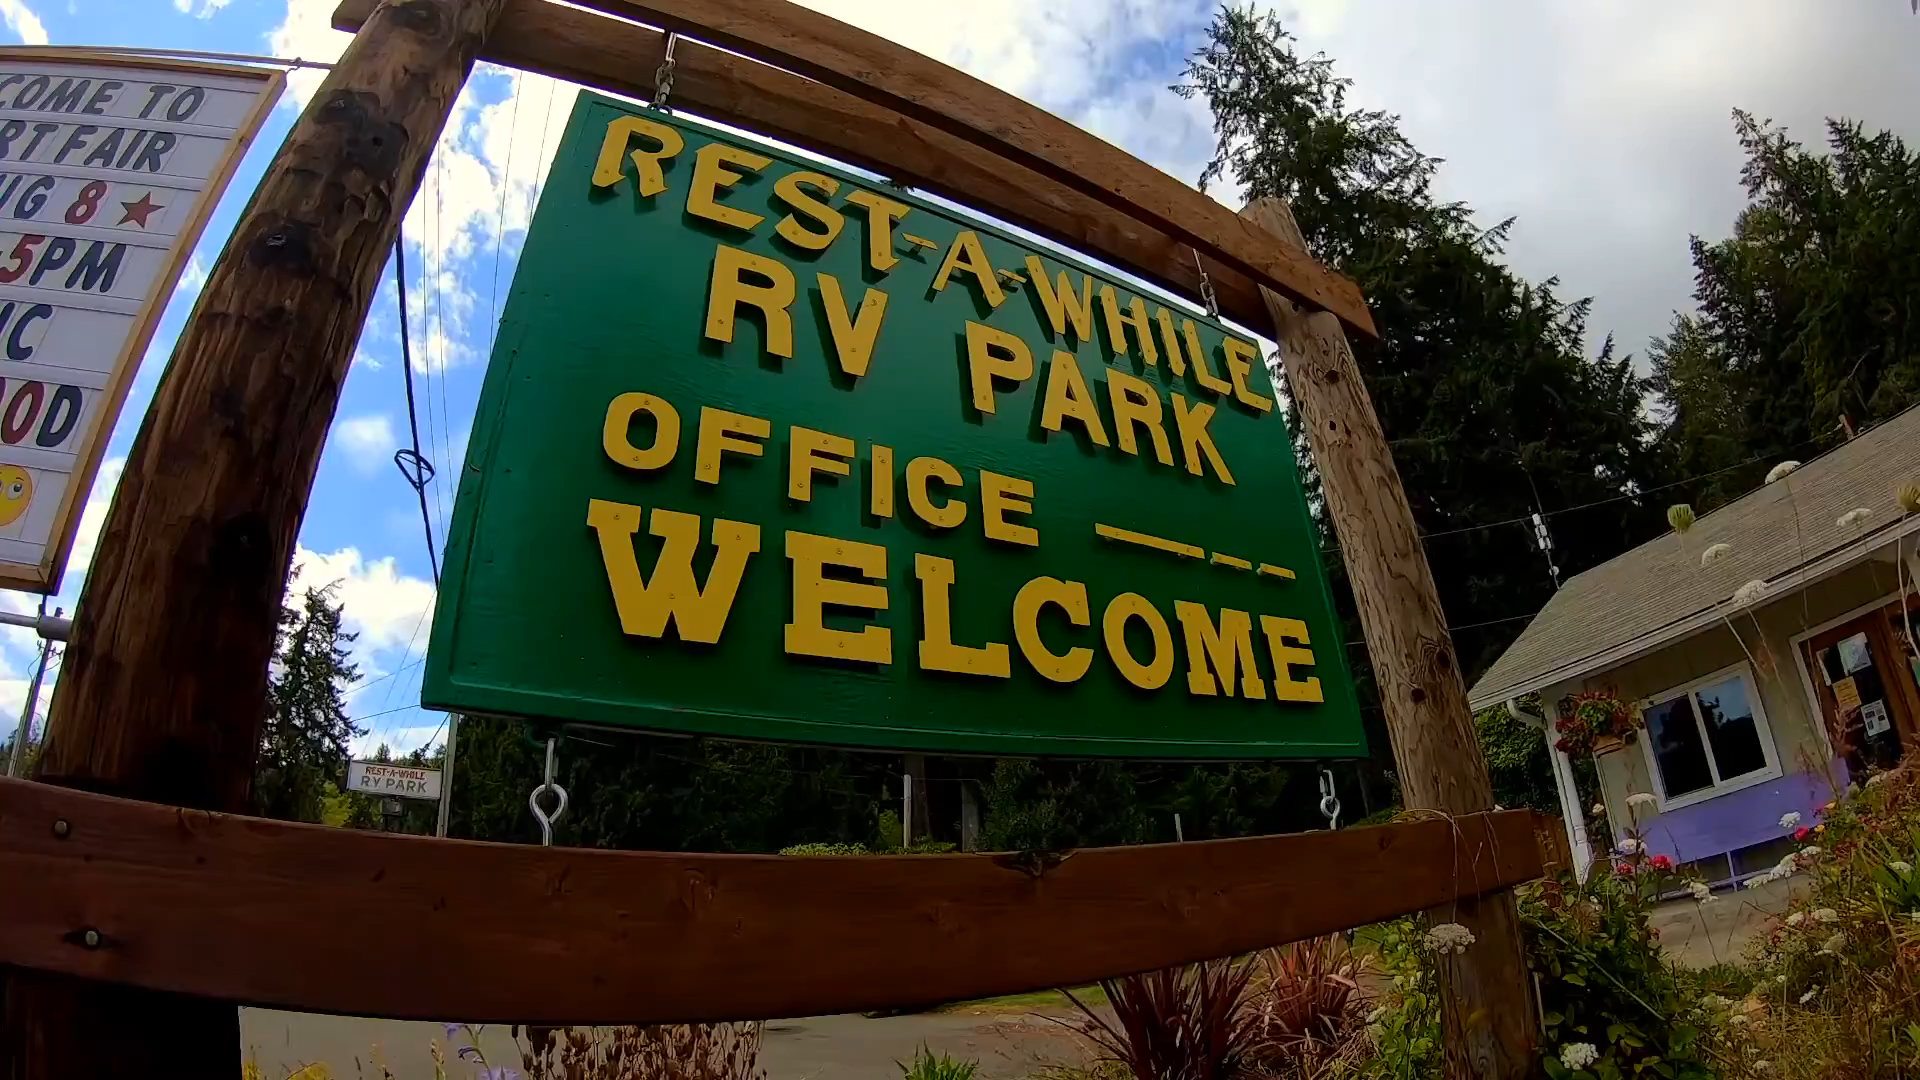 COME TO
RT FAIR
UG 8
5PM
IC
OOD
REST-A-WHILE
RV PARK
OFFICE
WELCOME
REST-A-WHILE
RV PARK